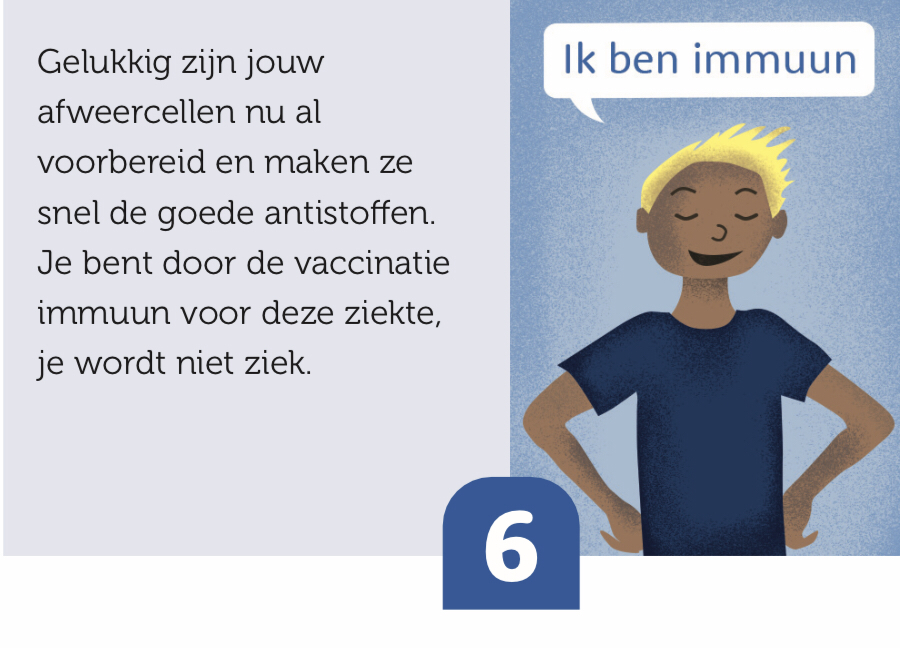 Gelukkig zijn jouw
afweercellen nu al
voorbereid en maken ze
snel de goede antistoffen.
Je bent door de vaccinatie
immuun voor deze ziekte,
je wordt niet ziek.
Ik ben immuun
6